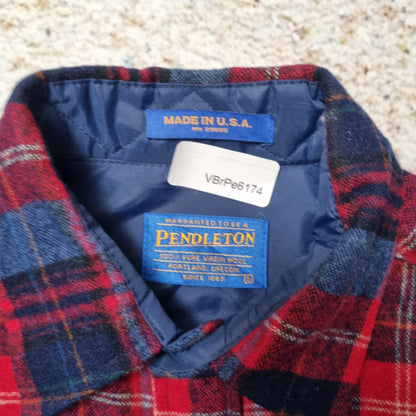 MADE IN U.S.A.
VBrPe6174
WARRANTED TO BE A
PENDLETON
100% PURE VIRGIN WOOL
PORTLAND, OREGON
SINCE 1863